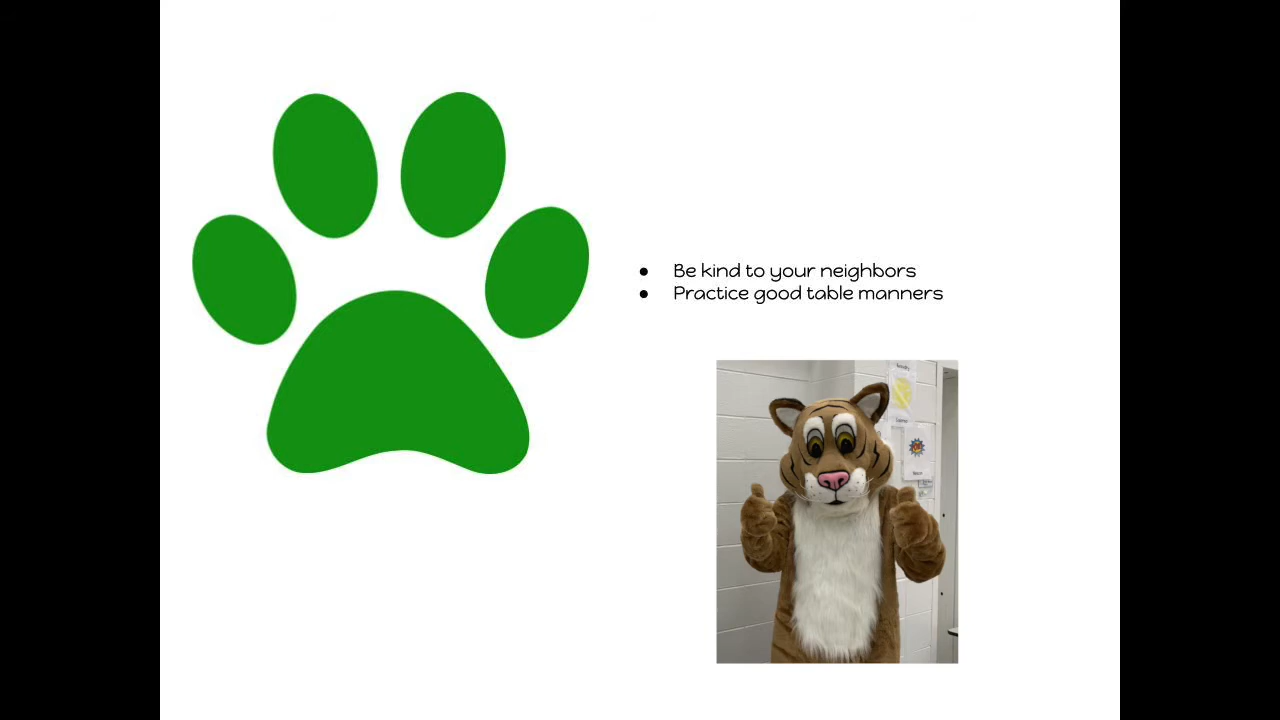 ● Be kind to your neighbors
● Practice good table manners